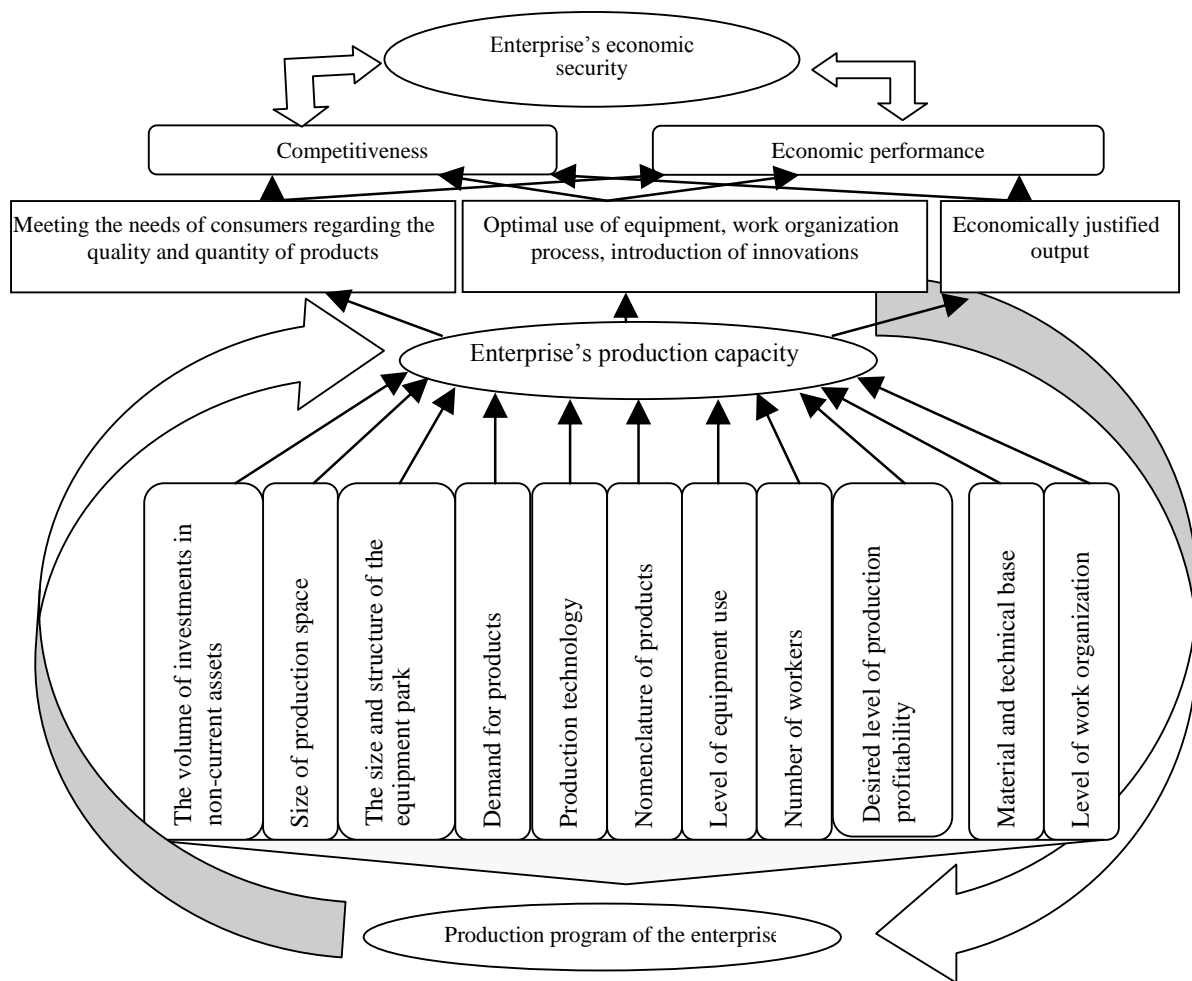 Enterprise’s economic
security
Competitiveness
Economic performance
Meeting the needs of consumers regarding the
quality and quantity of products
Optimal use of equipment, work organization
process, introduction of innovations
Economically justified
output
Enterprise’s production capacity
The volume of investments in
non-current assets
Size of production space
The size and structure of the
equipment park
Demand for products
Production technology
Nomenclature of products
Level of equipment use
Number of workers
Desired level of production
profitability
Material and technical base
Level of work organization
Production program of the enterprise